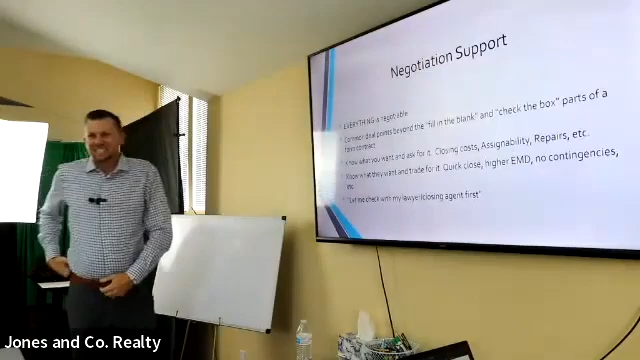 Negotiation Support
EVERYTHING is negotiable
Common deal points beyond the "fill in the blank" and "check the box" parts of a
form contract
Know what you want and ask for it. Closing costs, Assignability, Repairs, etc.
Know what they want and trade for it. Quick close, higher EMD, no contingencies,
etc
"Let me check with my lawyer/closing agent first"
Jones and Co. Realty